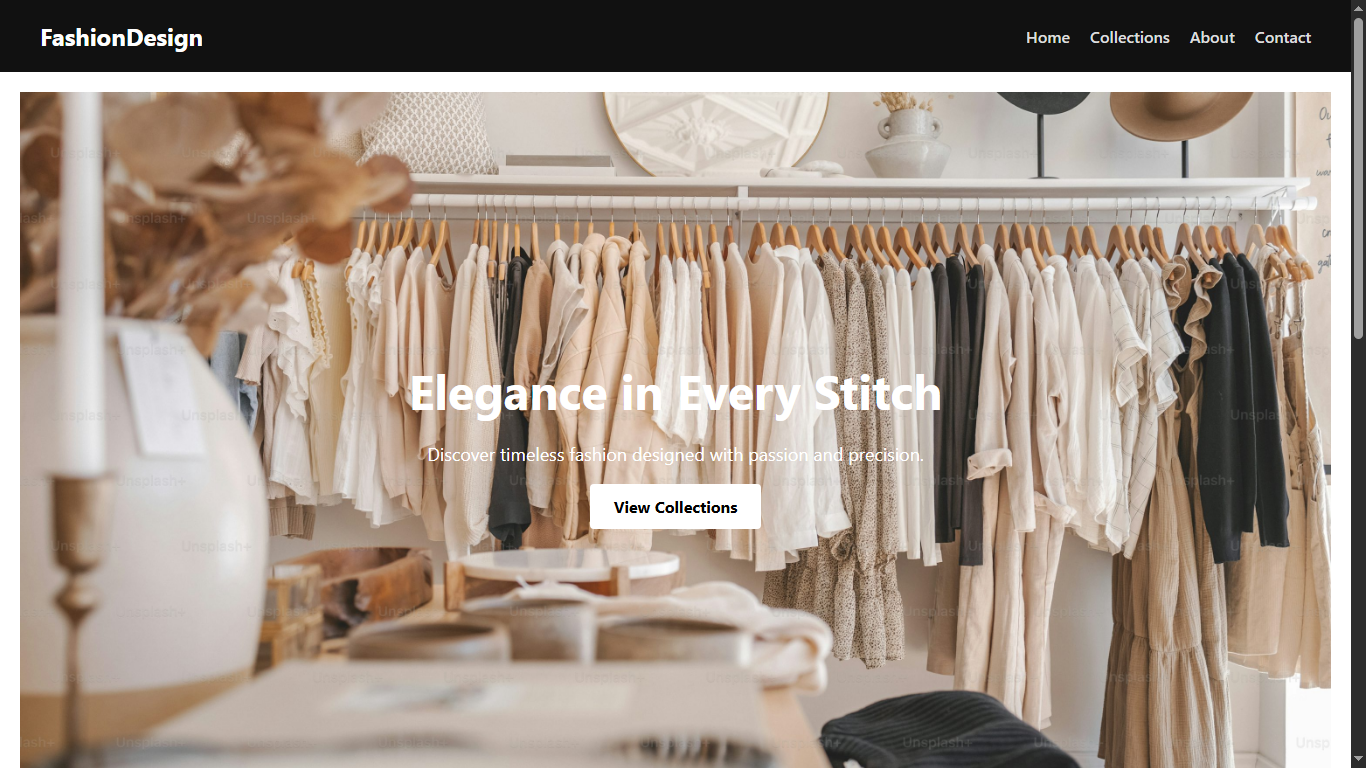 FashionDesign
Home Collections About Contact
Elegance in Every Stitch
Discover timeless fashion designed with passion and precision.
View Collections
Unsplash+